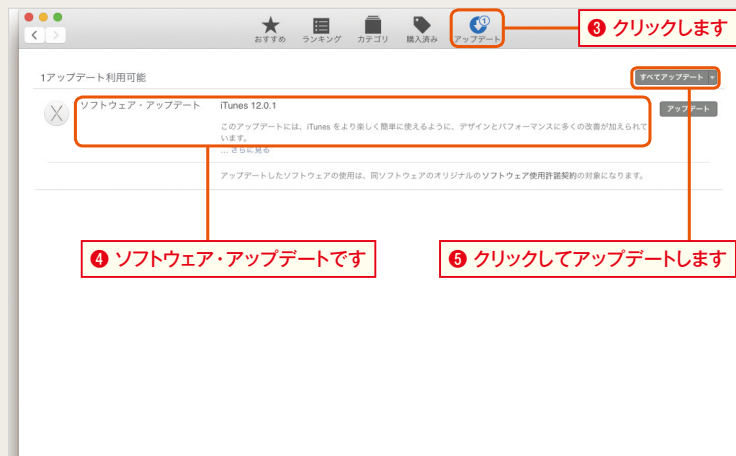 おすすめ
ランキング
カテゴリ
購入済み
アップデート
1
❸ クリックします
1アップデート利用可能
すべてアップデート
ソフトウェア・アップデート
iTunes 12.0.1
アップデート
このアップデートには、iTunes をより楽しく簡単に使えるように、デザインとパフォーマンスに多くの改善が加えられて
います。
... さらに見る
アップデートしたソフトウェアの使用は、同ソフトウェアのオリジナルのソフトウェア使用許諾契約の対象になります。
❹ ソフトウェア・アップデートです
❺ クリックしてアップデートします